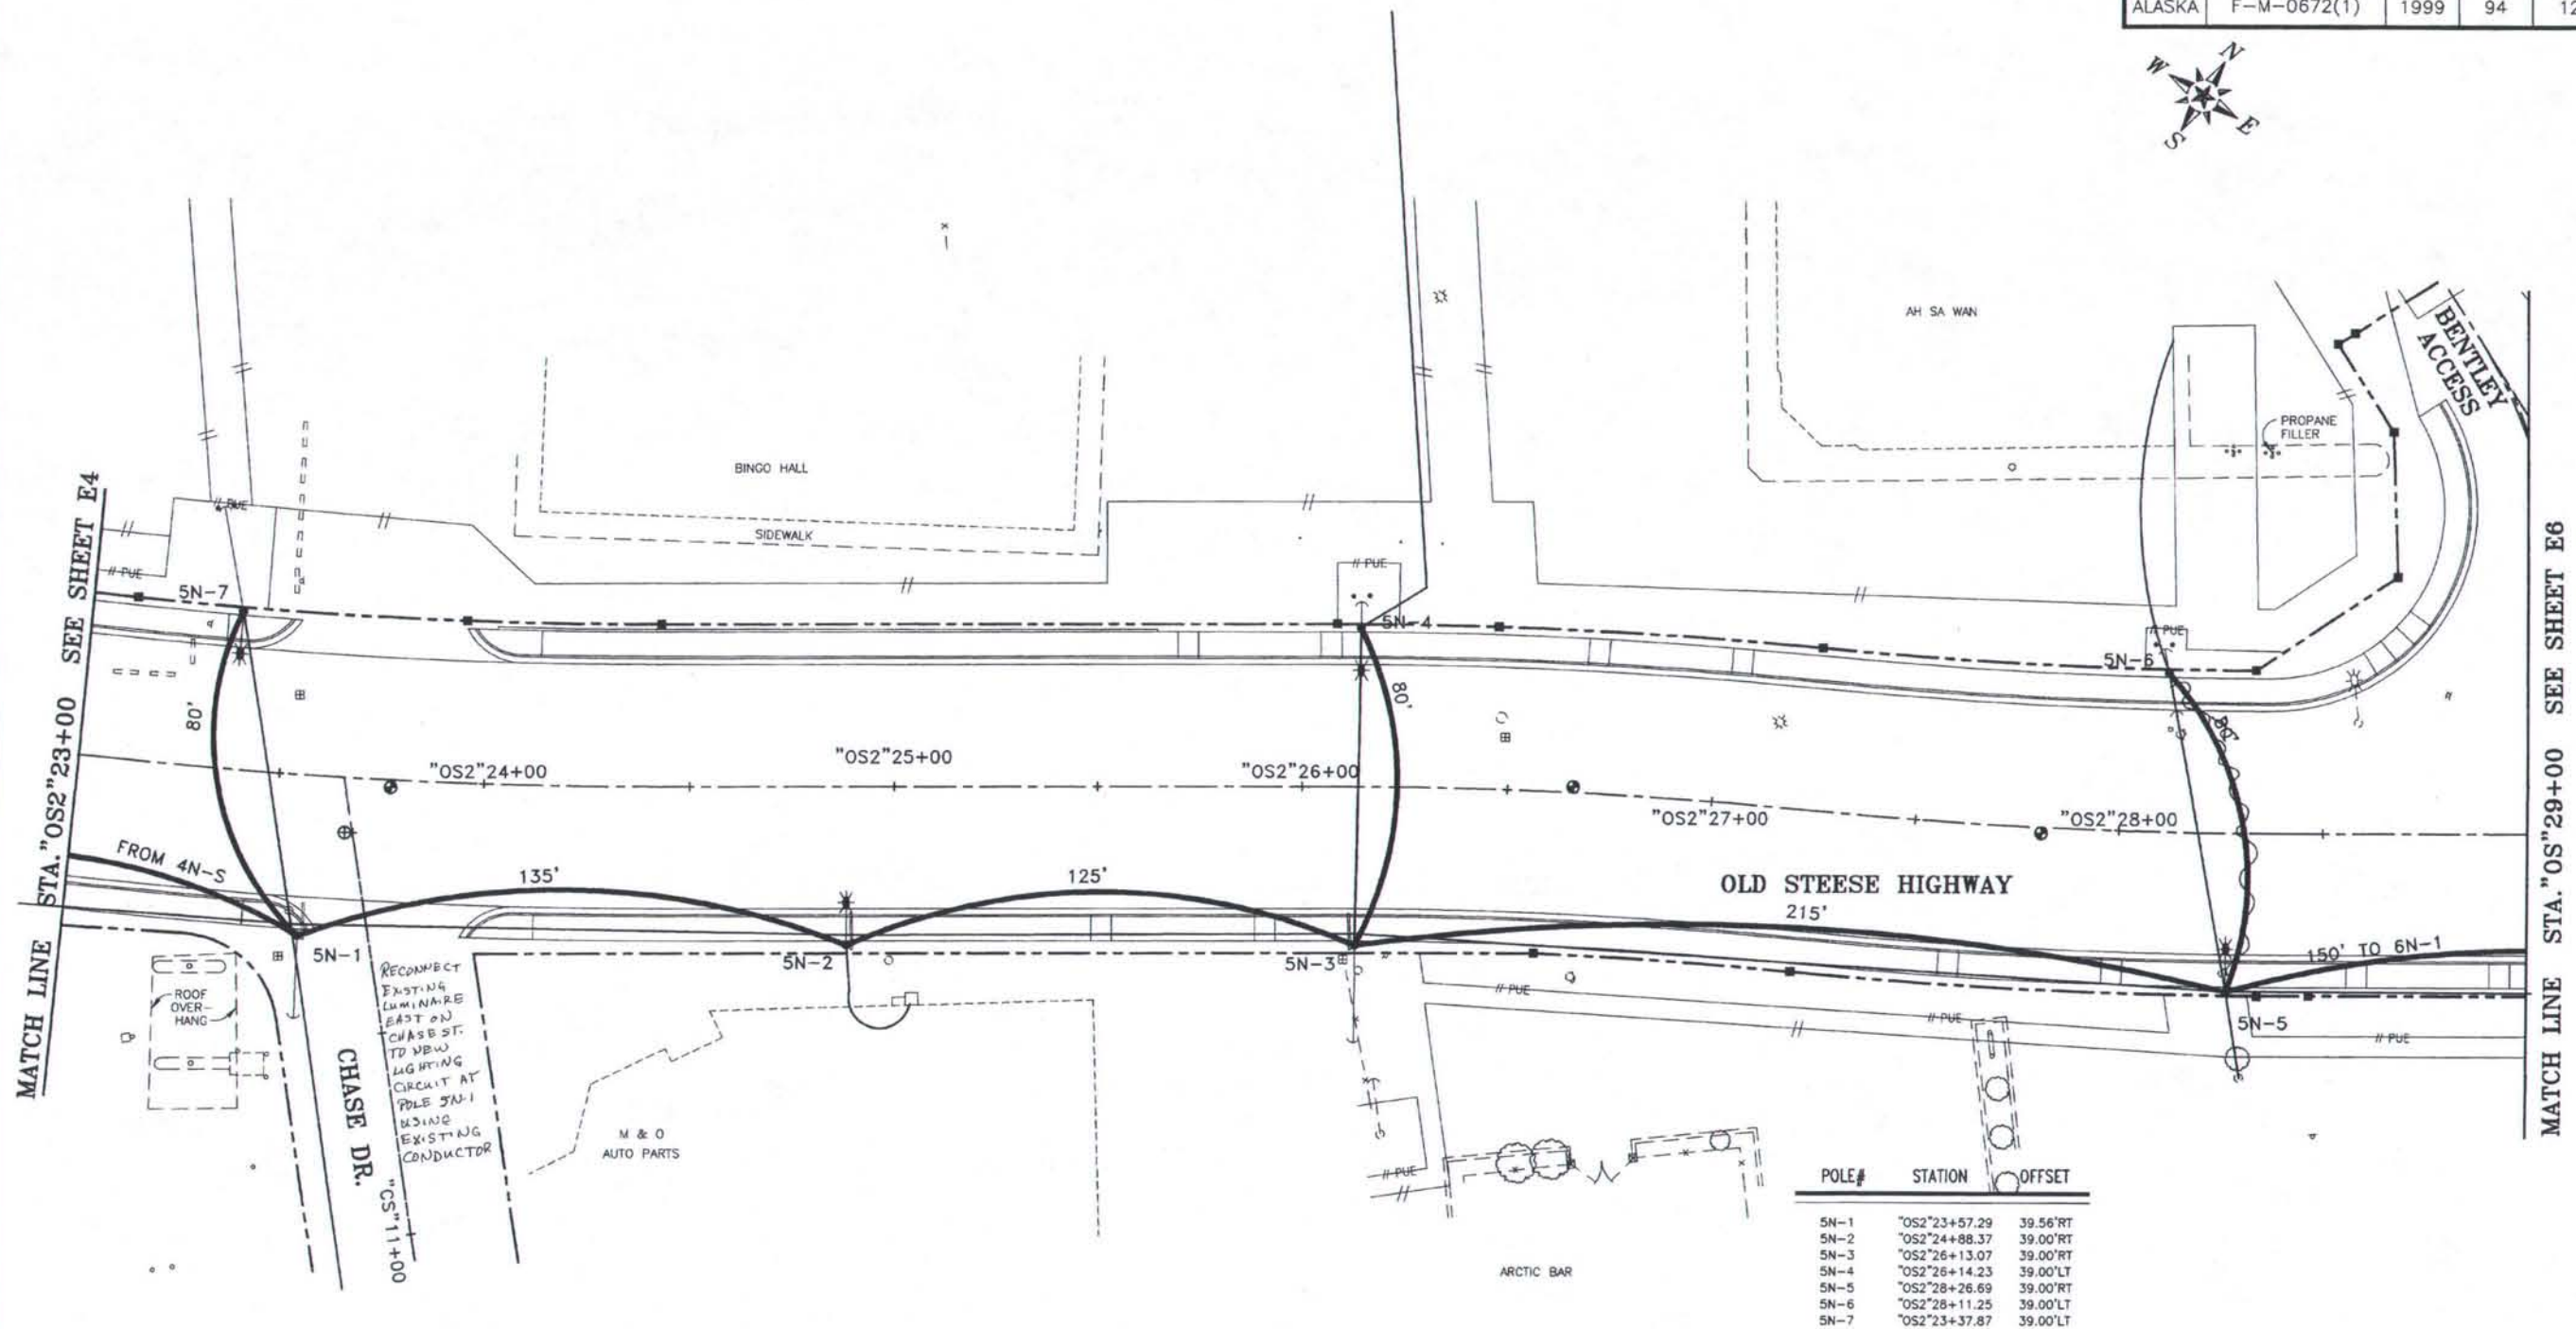 ALASKA F-M-0672(1) 1999 94
N
W
E
S
BENTLEY
ACCESS
AH SA WAN
PROPANE
FILLER
BINGO HALL
SIDEWALK
PUE
PUE
PUE
PUE
5N-7
5N-4
5N-6
80'
80'
"OS2"24+00
"OS2"25+00
"OS2"26+00
"OS2"27+00
"OS2"28+00
FROM 4N-S
135'
125'
OLD STEESE HIGHWAY
215'
150' TO 6N-1
5N-1
5N-2
5N-3
5N-5
PUE
PUE
PUE
PUE
ROOF
OVER-
HANG
RECONNECT
EXISTING
LUMINAIRE
EAST ON
CHASE ST.
TO NEW
LIGHTING
CIRCUIT AT
POLE 5N-1
USING
EXISTING
CONDUCTOR
CHASE DR.
"CS"11+00
M & O
AUTO PARTS
ARCTIC BAR
MATCH LINE STA."OS2"23+00 SEE SHEET E4
MATCH LINE STA."OS"29+00 SEE SHEET E6
POLE# STATION OFFSET
5N-1 "OS2"23+57.29 39.56'RT
5N-2 "OS2"24+88.37 39.00'RT
5N-3 "OS2"26+13.07 39.00'RT
5N-4 "OS2"26+14.23 39.00'LT
5N-5 "OS2"28+26.69 39.00'RT
5N-6 "OS2"28+11.25 39.00'LT
5N-7 "OS2"23+37.87 39.00'LT